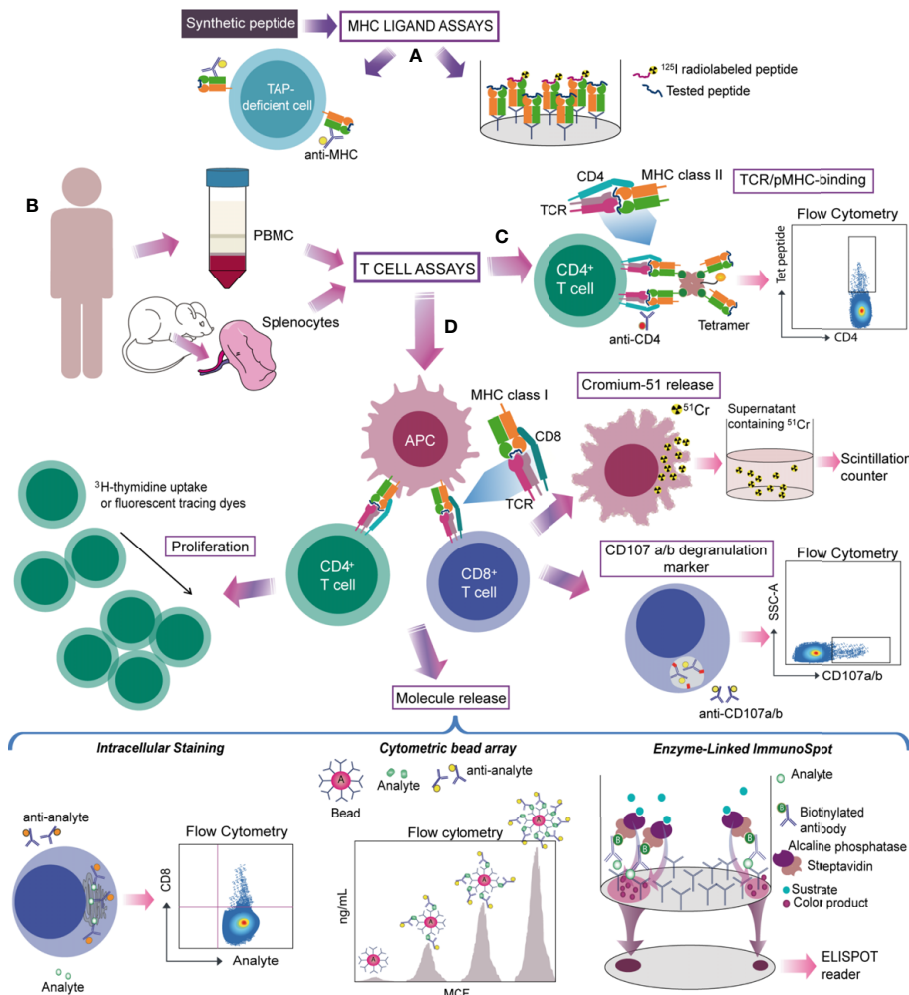 Synthetic peptide
MHC LIGAND ASSAYS
A
TAP-
deficient cell
anti-MHC
125I radiolabeled peptide
Tested peptide
B
PBMC
Splenocytes
T CELL ASSAYS
C
CD4
MHC class II
TCR
CD4+
T cell
anti-CD4
Tetramer
TCR/pMHC-binding
Flow Cytometry
Tet peptide
CD4
D
APC
MHC class I
CD8
TCR
CD4+
T cell
CD8+
T cell
3H-thymidine uptake
or fluorescent tracing dyes
Proliferation
Cromium-51 release
51Cr
Supernatant
containing 51Cr
Scintillation
counter
CD107 a/b degranulation
marker
anti-CD107a/b
Flow Cytometry
SSC-A
CD107a/b
Molecule release
Intracellular Staining
anti-analyte
Analyte
Flow Cytometry
CD8
Analyte
Cytometric bead array
A
Bead
Analyte
anti-analyte
Flow cytometry
ng/mL
A
A
A
A
MCF
Enzyme-Linked ImmunoSpot
B
B
B
B
Analyte
B
Biotinylated
antibody
Alcaline phosphatase
Streptavidin
Sustrate
Color product
ELISPOT
reader